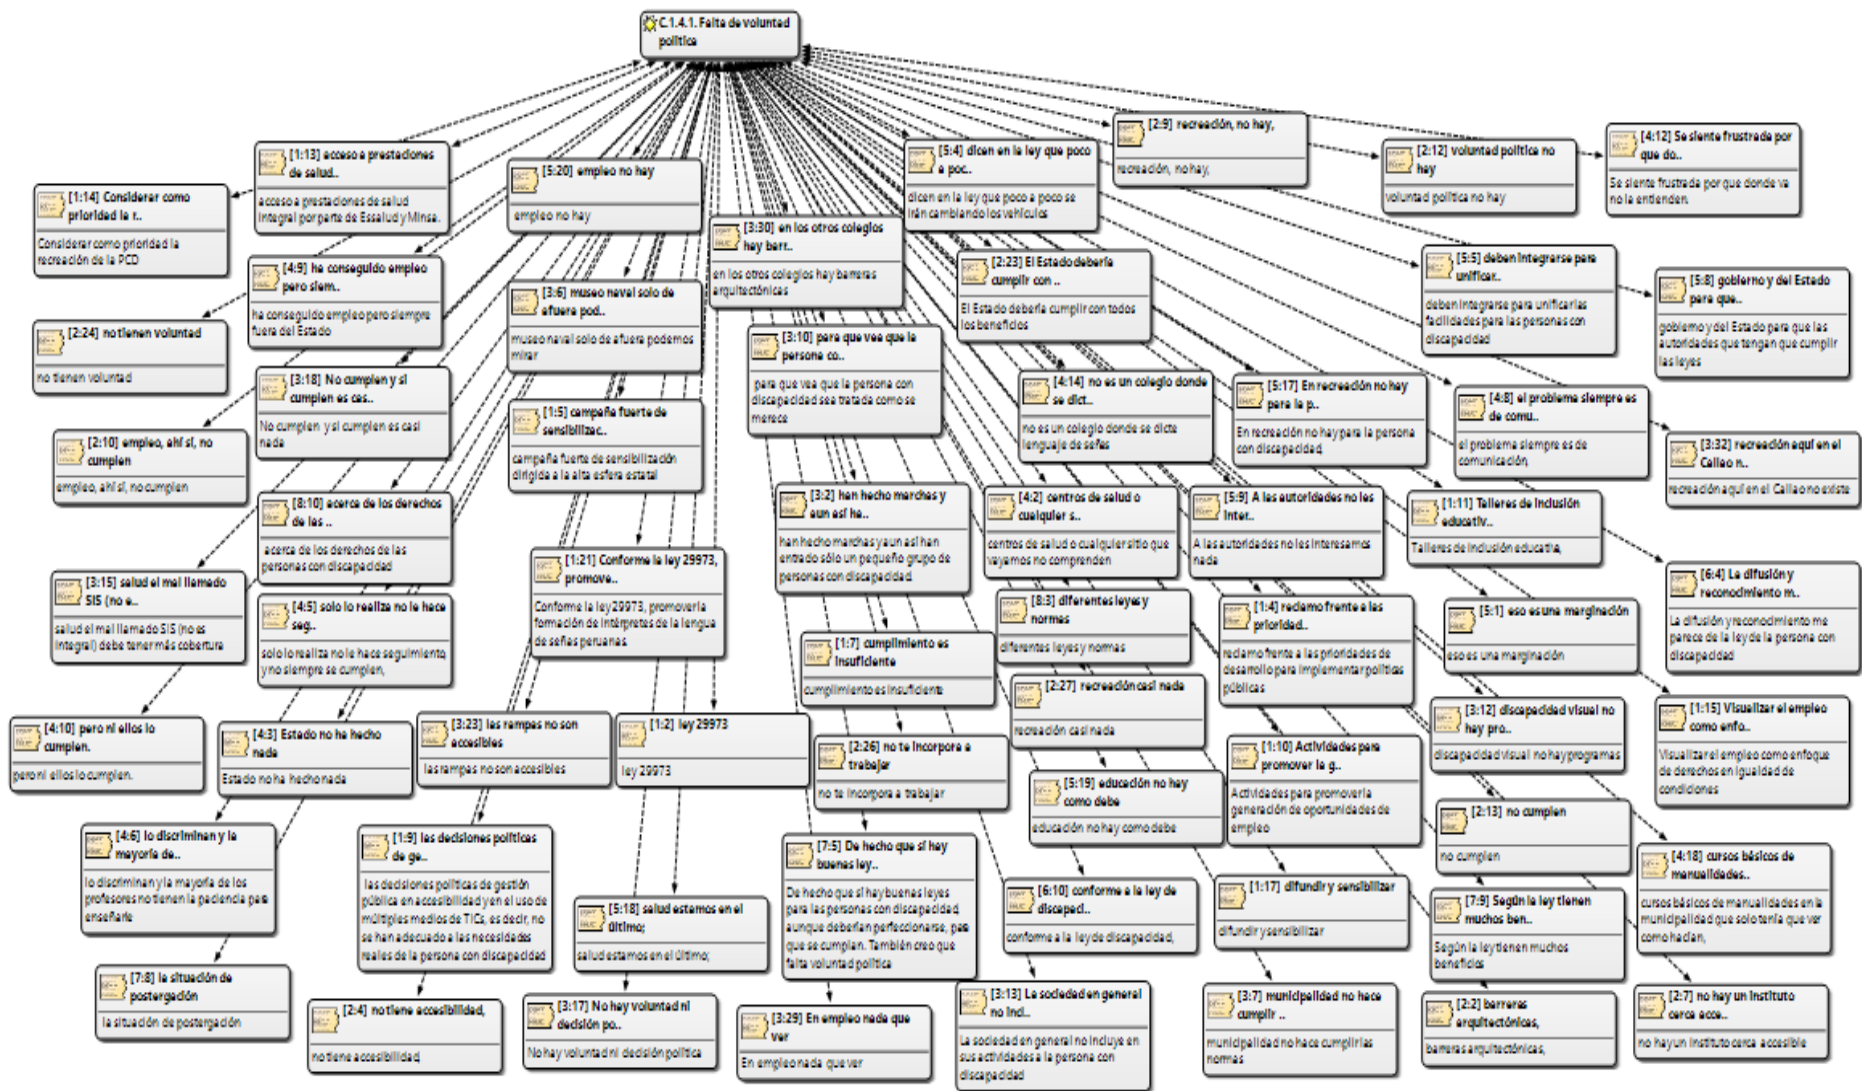 C.1.4.1. Falta de voluntad
política
[2:9] recreación, no hay,
recreación, no hay,
[4:12] Se siente frustrada por
que do..
Se siente frustrada por que donde va
no la entienden.
[2:12] voluntad política no
hay
voluntad política no hay
[5:4] dicen en la ley que poco
a poc..
dicen en la ley que poco a poco se
irán cambiando los vehículos
[1:13] acceso a prestaciones
de salud..
acceso a prestaciones de salud
integral por parte de Essalud y Minsa.
[5:20] empleo no hay
empleo no hay
[1:14] Considerar como
prioridad la r..
Considerar como prioridad la
recreación de la PCD
[3:30] en los otros colegios
hay barr..
en los otros colegios hay barreras
arquitectónicas
[2:23] El Estado debería
cumplir con ..
El Estado debería cumplir con todos
los beneficios
[5:5] deben integrarse para
unificar..
deben integrarse para unificar las
facilidades para las personas con
discapacidad
[5:8] gobierno y del Estado
para que..
gobierno y del Estado para que las
autoridades que tengan que cumplir
las leyes
[4:9] ha conseguido empleo
pero siem..
ha conseguido empleo pero siempre
fuera del Estado
[3:6] museo naval solo de
afuera pod..
museo naval solo de afuera podemos
mirar
[2:24] no tienen voluntad
no tienen voluntad
[3:10] para que vea que la
persona co..
para que vea que la persona con
discapacidad sea tratada como se
merece
[3:18] No cumplen y si
cumplen es cas..
No cumplen y si cumplen es casi
nada
[4:14] no es un colegio donde
se dict..
no es un colegio donde se dicte
lenguaje de señas
[5:17] En recreación no hay
para la p..
En recreación no hay para la persona
con discapacidad,
[4:8] el problema siempre es
de comu..
el problema siempre es de
comunicación,
[1:5] campaña fuerte de
sensibilizac..
campaña fuerte de sensibilización
dirigida a la alta esfera estatal
[2:10] empleo, ahí sí, no
cumplen
empleo, ahí sí, no cumplen
[3:32] recreación aquí en el
Callao n..
recreación aquí en el Callao no existe
[8:10] acerca de los derechos
de las ..
acerca de los derechos de las
personas con discapacidad
[3:2] han hecho marchas y
aun así ha..
han hecho marchas y aun así han
entrado sólo un pequeño grupo de
personas con discapacidad.
[4:2] centros de salud o
cualquier s..
centros de salud o cualquier sitio que
vayamos no comprenden
[5:9] A las autoridades no les
inter..
A las autoridades no les interesamos
nada
[1:11] Talleres de inclusión
educativ..
Talleres de inclusión educativa,
[1:21] Conforme la ley 29973,
promove..
Conforme la ley 29973, promover la
formación de intérpretes de la lengua
de señas peruanas.
[3:15] salud el mal llamado
SIS (no e..
salud el mal llamado SIS (no es
integral) debe tener más cobertura
[4:5] solo lo realiza no le hace
seg..
solo lo realiza no le hace seguimiento,
y no siempre se cumplen,
[8:3] diferentes leyes y
normas
diferentes leyes y normas
[1:4] reclamo frente a las
prioridad..
reclamo frente a las prioridades de
desarrollo para implementar políticas
públicas
[5:1] eso es una marginación
eso es una marginación
[6:4] La difusión y
reconocimiento m..
La difusión y reconocimiento me
parece de la ley de la persona con
discapacidad
[1:7] cumplimiento es
insuficiente
cumplimiento es insuficiente
[2:27] recreación casi nada
recreación casi nada
[3:12] discapacidad visual no
hay pro..
discapacidad visual no hay programas
[1:15] Visualizar el empleo
como enfo..
Visualizar el empleo como enfoque
de derechos en igualdad de
condiciones
[4:10] pero ni ellos lo
cumplen.
pero ni ellos lo cumplen.
[4:3] Estado no ha hecho
nada
Estado no ha hecho nada
[3:23] las rampas no son
accesibles
las rampas no son accesibles
[1:2] ley 29973
ley 29973
[2:26] no te incorpora a
trabajar
no te incorpora a trabajar
[1:10] Actividades para
promover la g..
Actividades para promover la
generación de oportunidades de
empleo
[5:19] educación no hay
como debe
educación no hay como debe
[2:13] no cumplen
no cumplen
[4:6] lo discriminan y la
mayoría de..
lo discriminan y la mayoría de los
profesores no tienen la paciencia para
enseñarle
[1:9] las decisiones políticas
de ge..
las decisiones políticas de gestión
pública en accesibilidad y en el uso de
múltiples medios de TICs, es decir, no
se han adecuado a las necesidades
reales de la persona con discapacidad
[7:5] De hecho que sí hay
buenas ley..
De hecho que sí hay buenas leyes
para las personas con discapacidad,
aunque deberían perfeccionarse, para
que se cumplan. También creo que
falta voluntad política
[4:18] cursos básicos de
manualidades..
cursos básicos de manualidades en la
municipalidad que solo tenía que ver
como hacían,
[6:10] conforme a la ley de
discapaci..
conforme a la ley de discapacidad,
[1:17] difundir y sensibilizar
difundir y sensibilizar
[7:9] Según la ley tienen
muchos ben..
Según la ley tienen muchos
beneficios
[5:18] salud estamos en el
último;
salud estamos en el último;
[7:8] la situación de
postergación
la situación de postergación
[2:4] no tiene accesibilidad,
no tiene accesibilidad,
[3:17] No hay voluntad ni
decisión po..
No hay voluntad ni decisión política
[3:29] En empleo nada que
ver
En empleo nada que ver
[3:13] La sociedad en general
no incl..
La sociedad en general no incluye en
sus actividades a la persona con
discapacidad
[3:7] municipalidad no hace
cumplir ..
municipalidad no hace cumplir las
normas
[2:2] barreras
arquitectónicas,
barreras arquitectónicas,
[2:7] no hay un instituto
cerca acce..
no hay un instituto cerca accesible